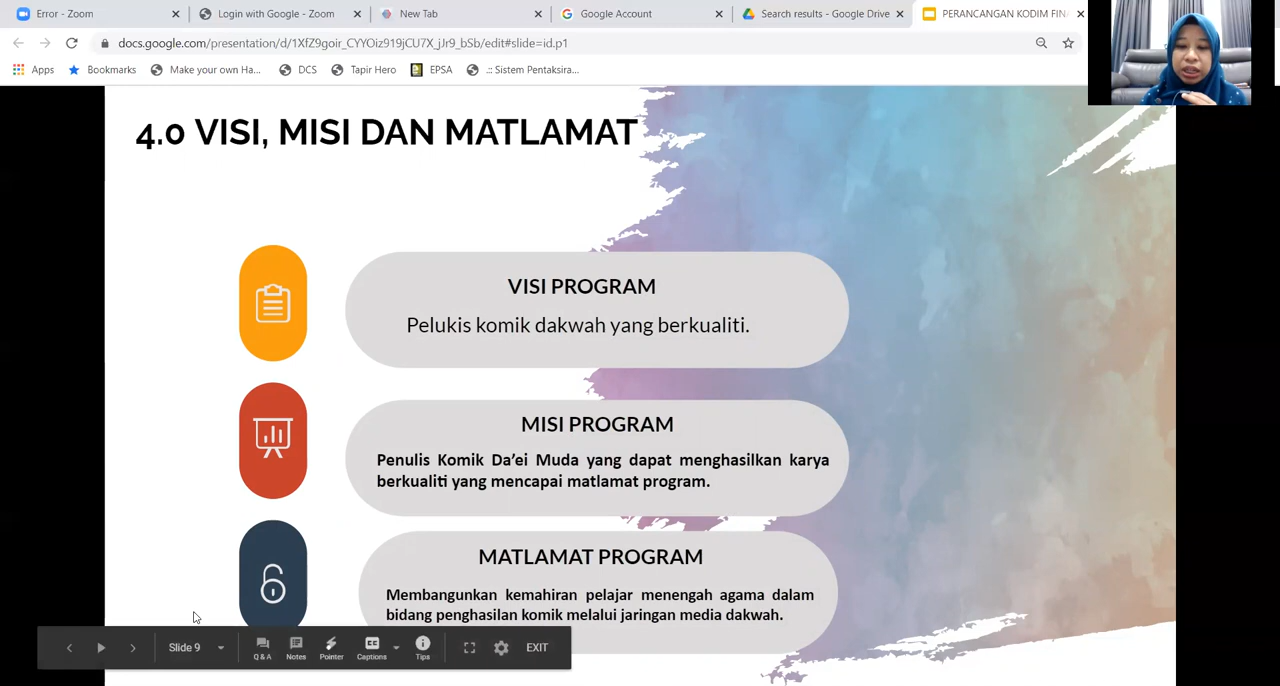 Error - Zoom
Login with Google - Zoom
New Tab
Google Account
Search results - Google Drive
PERANCANGAN KODIM FIN
docs.google.com/presentation/d/1XfZ9goir_CYYOiz919jCU7X_jJr9_bSb/edit#slide=id.p1
Apps
Bookmarks
Make your own Ha...
DCS
Tapir Hero
EPSA
.:: Sistem Pentaksira...
4.0 VISI, MISI DAN MATLAMAT
VISI PROGRAM
Pelukis komik dakwah yang berkualiti.
MISI PROGRAM
Penulis Komik Da’ei Muda yang dapat menghasilkan karya
berkualiti yang mencapai matlamat program.
MATLAMAT PROGRAM
Membangunkan kemahiran pelajar menengah agama dalam
bidang penghasilan komik melalui jaringan media dakwah.
Slide 9
Q & A
Notes
Pointer
Captions
Tips
EXIT